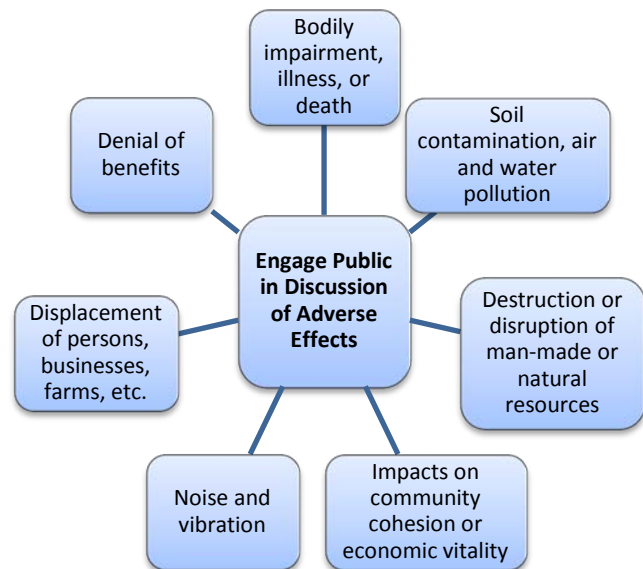 Bodily
impairment,
illness, or
death
Soil
contamination, air
and water
pollution
Destruction or
disruption of
man-made or
natural
resources
Impacts on
community
cohesion or
economic vitality
Noise and
vibration
Displacement
of persons,
businesses,
farms, etc.
Denial of
benefits
Engage Public
in Discussion
of Adverse
Effects